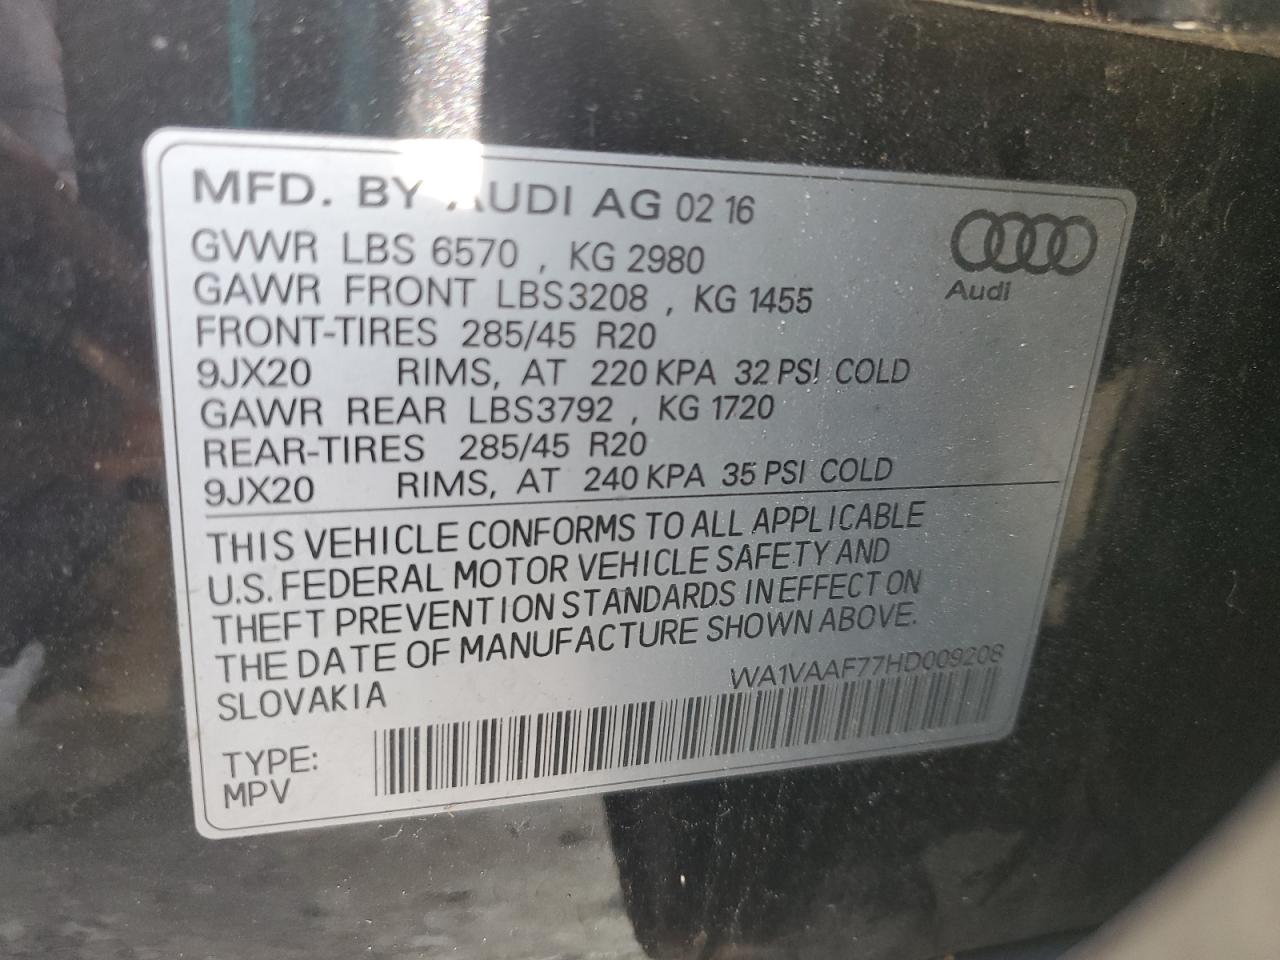 MFD. BY AUDI AG 02 16
GVWR LBS 6570 , KG 2980
GAWR FRONT LBS3208 , KG 1455
FRONT-TIRES 285/45 R20
9JX20 RIMS, AT 220 KPA 32 PSI COLD
GAWR REAR LBS3792 , KG 1720
REAR-TIRES 285/45 R20
9JX20 RIMS, AT 240 KPA 35 PSI COLD
Audi
THIS VEHICLE CONFORMS TO ALL APPLICABLE
U.S. FEDERAL MOTOR VEHICLE SAFETY AND
THEFT PREVENTION STANDARDS IN EFFECT ON
THE DATE OF MANUFACTURE SHOWN ABOVE.
SLOVAKIA
WA1VAAF77HD009208
TYPE:
MPV